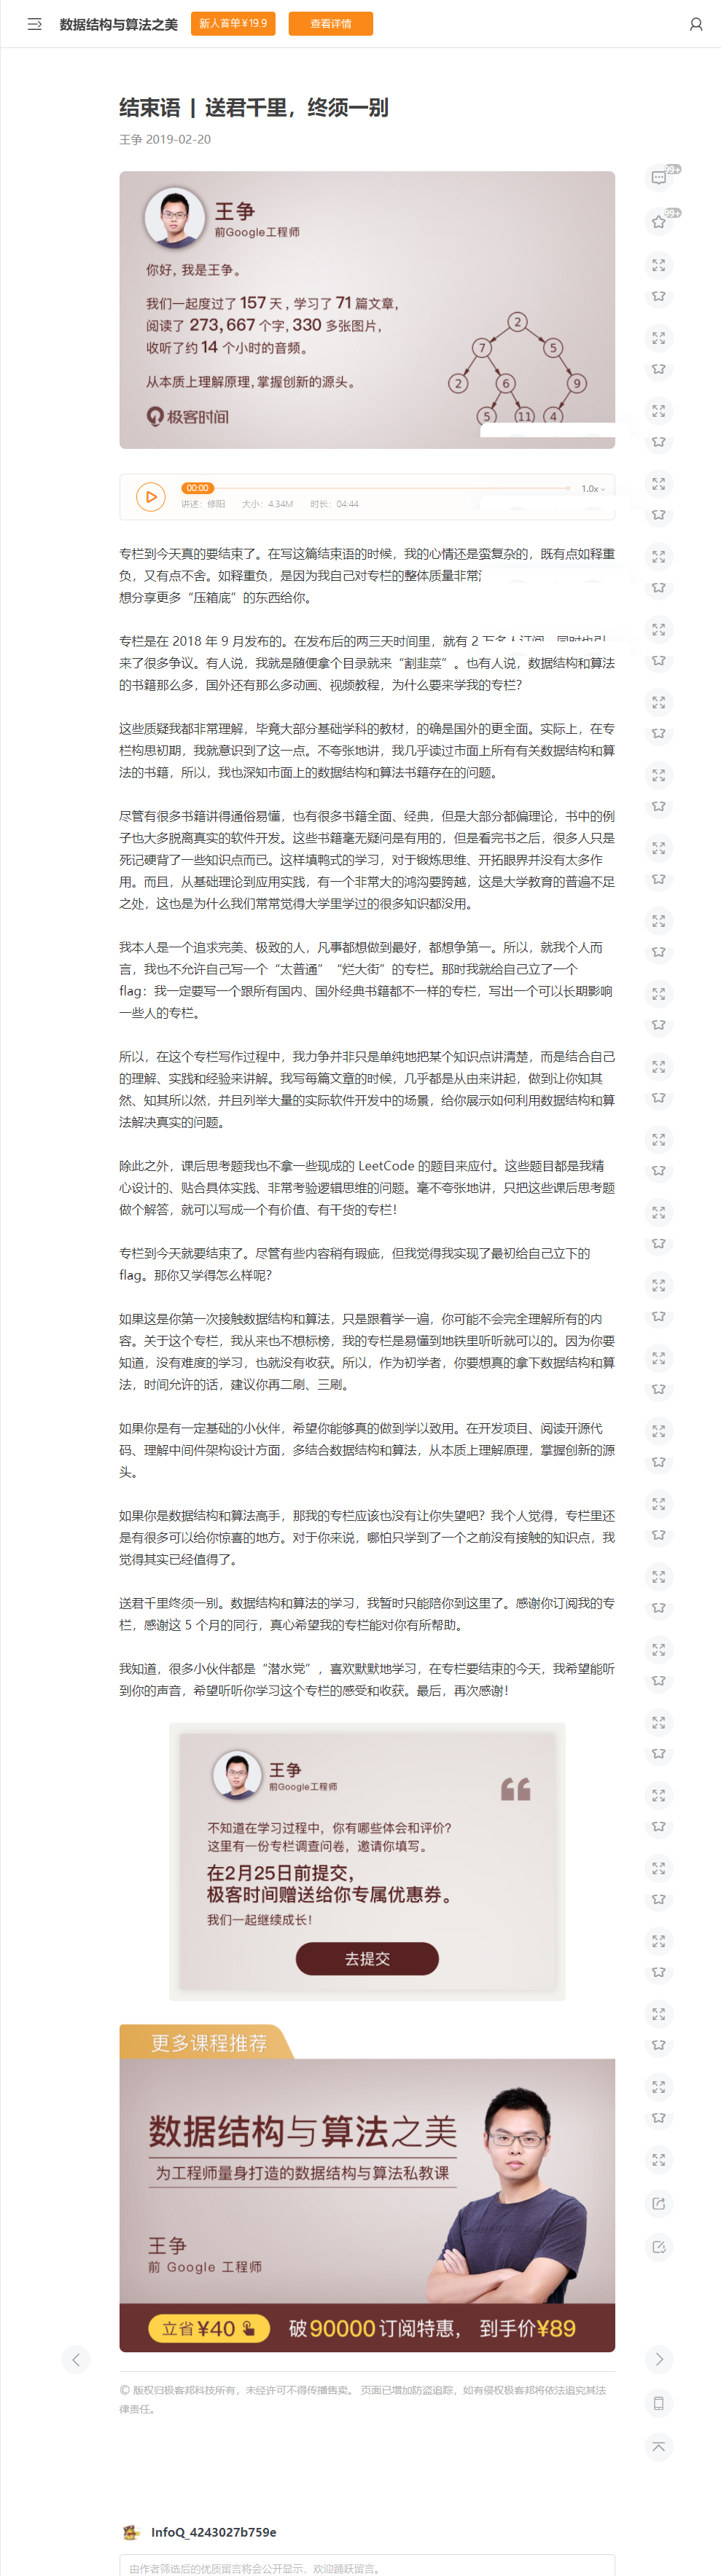 数据结构与算法之美
新人首单¥19.9
查看详情
结束语 | 送君千里，终须一别
王争 2019-02-20
99+
99+
王争
前Google工程师
你好，我是王争。
我们一起度过了 157 天，学习了 71 篇文章，
阅读了 273,667 个字，330 多张图片，
收听了约 14 个小时的音频。
从本质上理解原理，掌握创新的源头。
极客时间
2
7
5
2
6
9
5
11
4
00:00
1.0x
讲述：修阳 大小：4.34M 时长：04:44
专栏到今天真的要结束了。在写这篇结束语的时候，我的心情还是蛮复杂的，既有点如释重
负，又有点不舍。如释重负，是因为我自己对专栏的整体质量非常
想分享更多“压箱底”的东西给你。
专栏是在 2018 年 9 月发布的。在发布后的两三天时间里，就有 2 万多人订阅，同时也引
来了很多争议。有人说，我就是随便拿个目录就来“割韭菜”。也有人说，数据结构和算法
的书籍那么多，国外还有那么多动画、视频教程，为什么要来学我的专栏？
这些质疑我都非常理解，毕竟大部分基础学科的教材，的确是国外的更全面。实际上，在专
栏构思初期，我就意识到了这一点。不夸张地讲，我几乎读过市面上所有有关数据结构和算
法的书籍，所以，我也深知市面上的数据结构和算法书籍存在的问题。
尽管有很多书籍讲得通俗易懂，也有很多书籍全面、经典，但是大部分都偏理论，书中的例
子也大多脱离真实的软件开发。这些书籍毫无疑问是有用的，但是看完书之后，很多人只是
死记硬背了一些知识点而已。这样填鸭式的学习，对于锻炼思维、开拓眼界并没有太多作
用。而且，从基础理论到应用实践，有一个非常大的鸿沟要跨越，这是大学教育的普遍不足
之处，这也是为什么我们常常觉得大学里学过的很多知识都没用。
我本人是一个追求完美、极致的人，凡事都想做到最好，都想争第一。所以，就我个人而
言，我也不允许自己写一个“太普通”“烂大街”的专栏。那时我就给自己立了一个
flag：我一定要写一个跟所有国内、国外经典书籍都不一样的专栏，写出一个可以长期影响
一些人的专栏。
所以，在这个专栏写作过程中，我力争并非只是单纯地把某个知识点讲清楚，而是结合自己
的理解、实践和经验来讲解。我写每篇文章的时候，几乎都是从由来讲起，做到让你知其
然、知其所以然，并且列举大量的实际软件开发中的场景，给你展示如何利用数据结构和算
法解决真实的问题。
除此之外，课后思考题我也不拿一些现成的 LeetCode 的题目来应付。这些题目都是我精
心设计的、贴合具体实践、非常考验逻辑思维的问题。毫不夸张地讲，只把这些课后思考题
做个解答，就可以写成一个有价值、有干货的专栏！
专栏到今天就要结束了。尽管有些内容稍有瑕疵，但我觉得我实现了最初给自己立下的
flag。那你又学得怎么样呢？
如果这是你第一次接触数据结构和算法，只是跟着学一遍，你可能不会完全理解所有的内
容。关于这个专栏，我从来也不想标榜，我的专栏是易懂到地铁里听听就可以的。因为你要
知道，没有难度的学习，也就没有收获。所以，作为初学者，你要想真的拿下数据结构和算
法，时间允许的话，建议你再二刷、三刷。
如果你是有一定基础的小伙伴，希望你能够真的做到学以致用。在开发项目、阅读开源代
码、理解中间件架构设计方面，多结合数据结构和算法，从本质上理解原理，掌握创新的源
头。
如果你是数据结构和算法高手，那我的专栏应该也没有让你失望吧？我个人觉得，专栏里还
是有很多可以给你惊喜的地方。对于你来说，哪怕只学到了一个之前没有接触的知识点，我
觉得其实已经值得了。
送君千里终须一别。数据结构和算法的学习，我暂时只能陪你到这里了。感谢你订阅我的专
栏，感谢这 5 个月的同行，真心希望我的专栏能对你有所帮助。
我知道，很多小伙伴都是“潜水党”，喜欢默默地学习，在专栏要结束的今天，我希望能听
到你的声音，希望听听你学习这个专栏的感受和收获。最后，再次感谢！
王争
前Google工程师
不知道在学习过程中，你有哪些体会和评价？
这里有一份专栏调查问卷，邀请你填写。
在2月25日前提交，
极客时间赠送给你专属优惠券。
我们一起继续成长！
去提交
更多课程推荐
数据结构与算法之美
为工程师量身打造的数据结构与算法私教课
王争
前 Google 工程师
立省 ¥40 破 90000 订阅特惠， 到手价¥89
© 版权归极客邦科技所有，未经许可不得传播售卖。 页面已增加防盗追踪，如有侵权极客邦将依法追究其法
律责任。
InfoQ_4243027b759e
由作者筛选后的优质留言将会公开显示，欢迎踊跃留言。